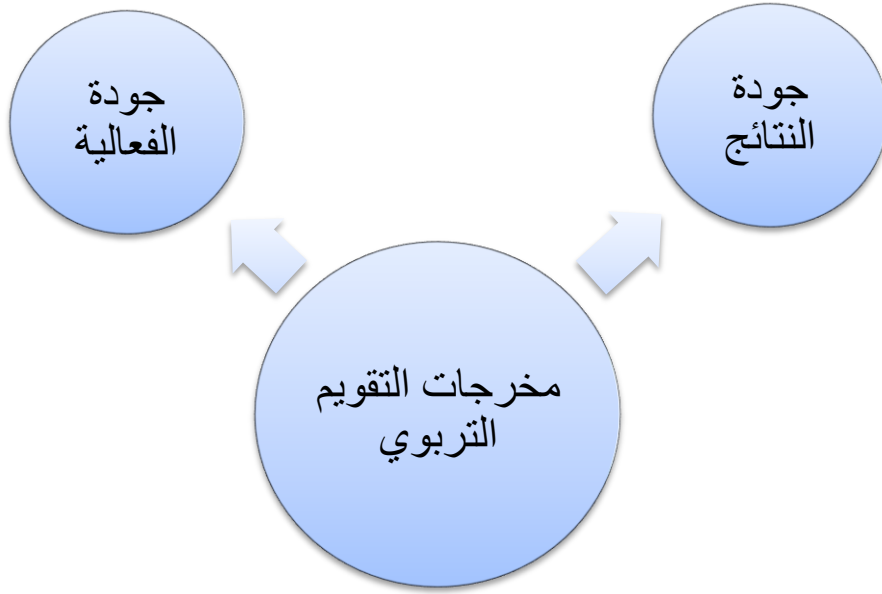 جودة
النتائج
جودة
الفعالية
مخرجات التقويم
التربوي